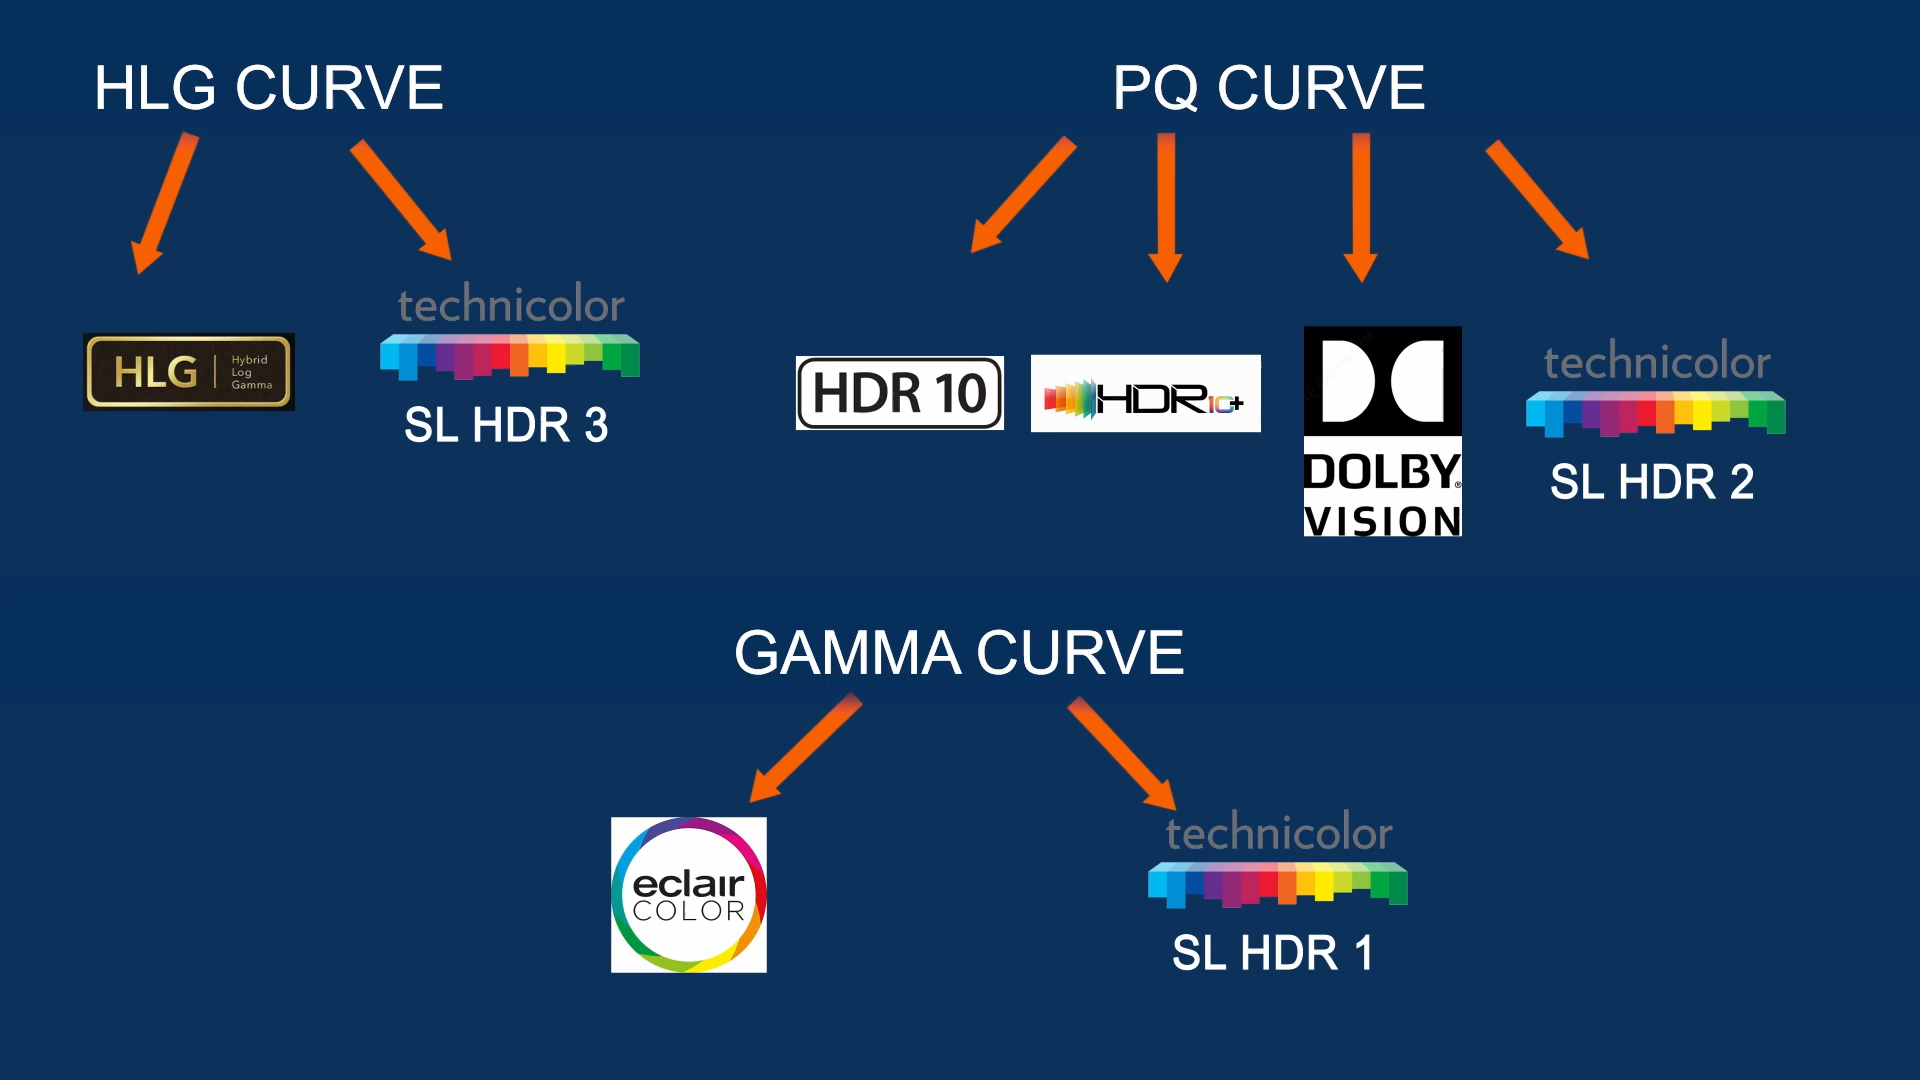 HLG CURVE
PQ CURVE
HLG
Hybrid
Log
Gamma
technicolor
SL HDR 3
HDR 10
HDR10+
DOLBY®
VISION
technicolor
SL HDR 2
GAMMA CURVE
eclair
COLOR
technicolor
SL HDR 1